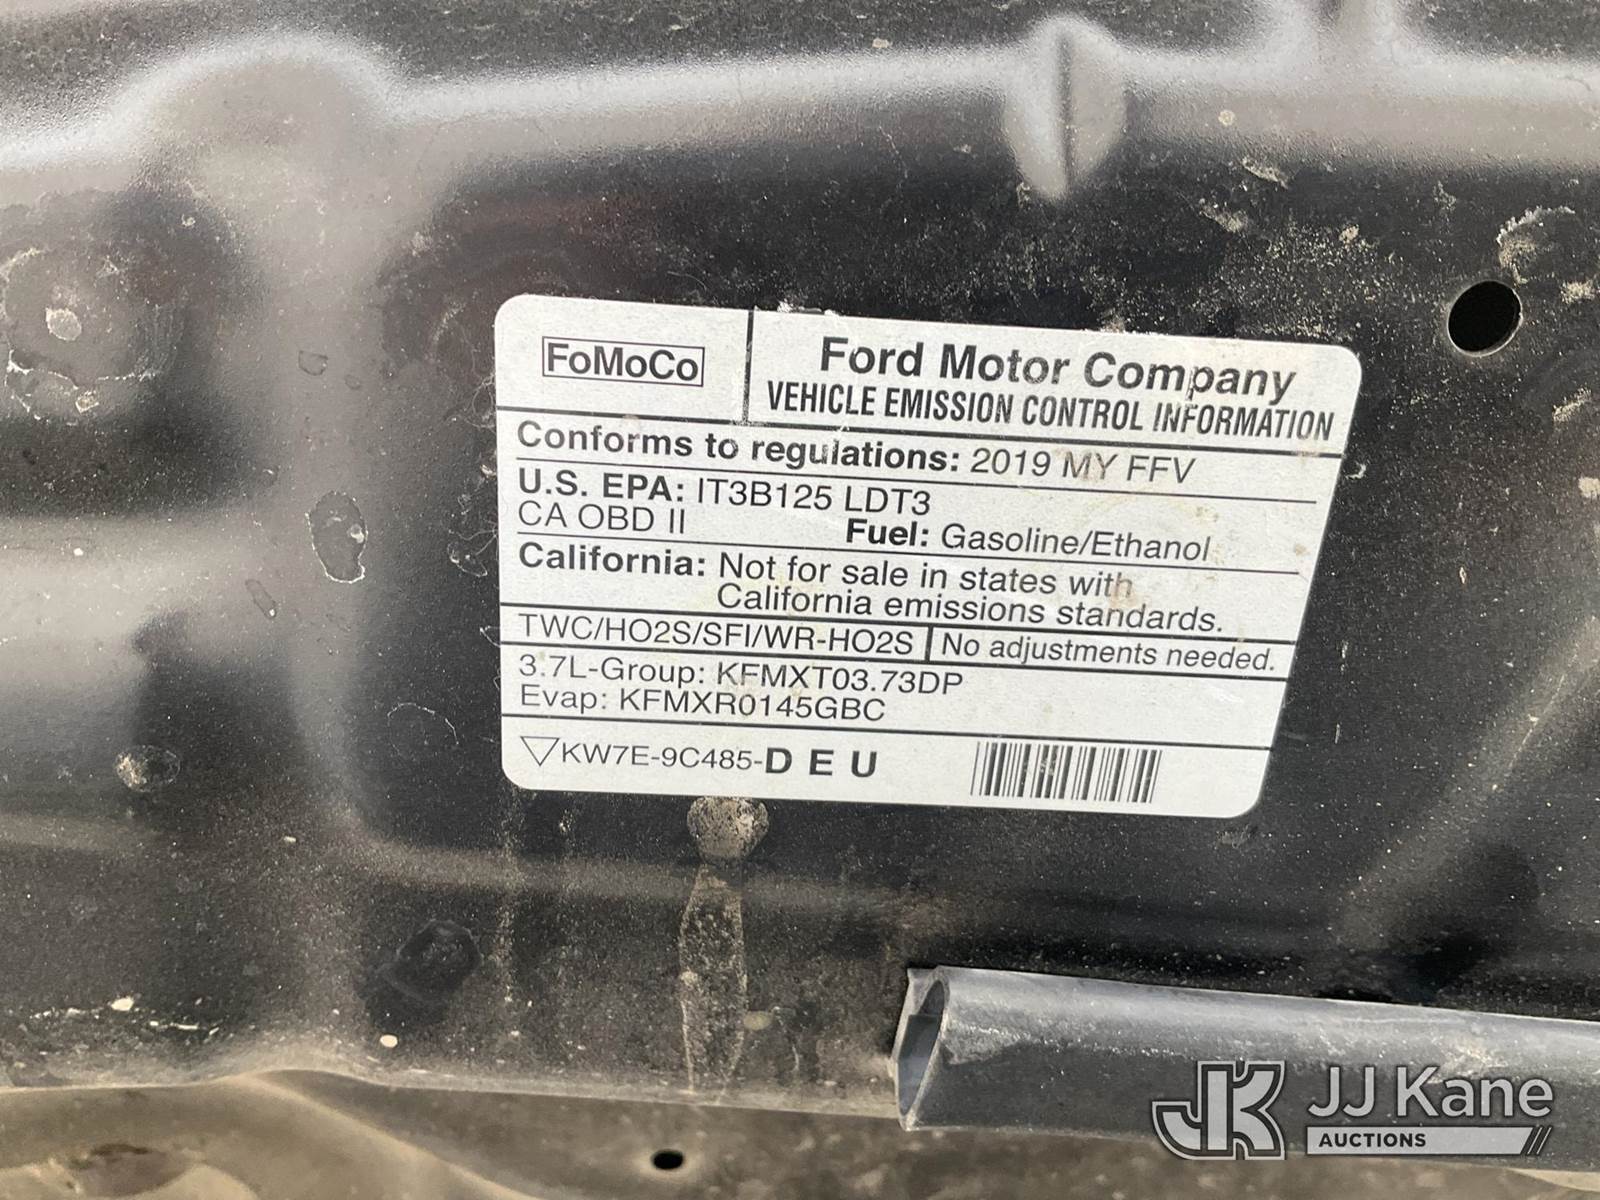 FoMoCo
Ford Motor Company
VEHICLE EMISSION CONTROL INFORMATION
Conforms to regulations: 2019 MY FFV
U.S. EPA: IT3B125 LDT3
CA OBD II
Fuel: Gasoline/Ethanol
California: Not for sale in states with
California emissions standards.
TWC/HO2S/SFI/WR-HO2S
No adjustments needed.
3.7L-Group: KFMXT03.73DP
Evap: KFMXR0145GBC
KW7E-9C485-D E U
JK
JJ Kane
AUCTIONS